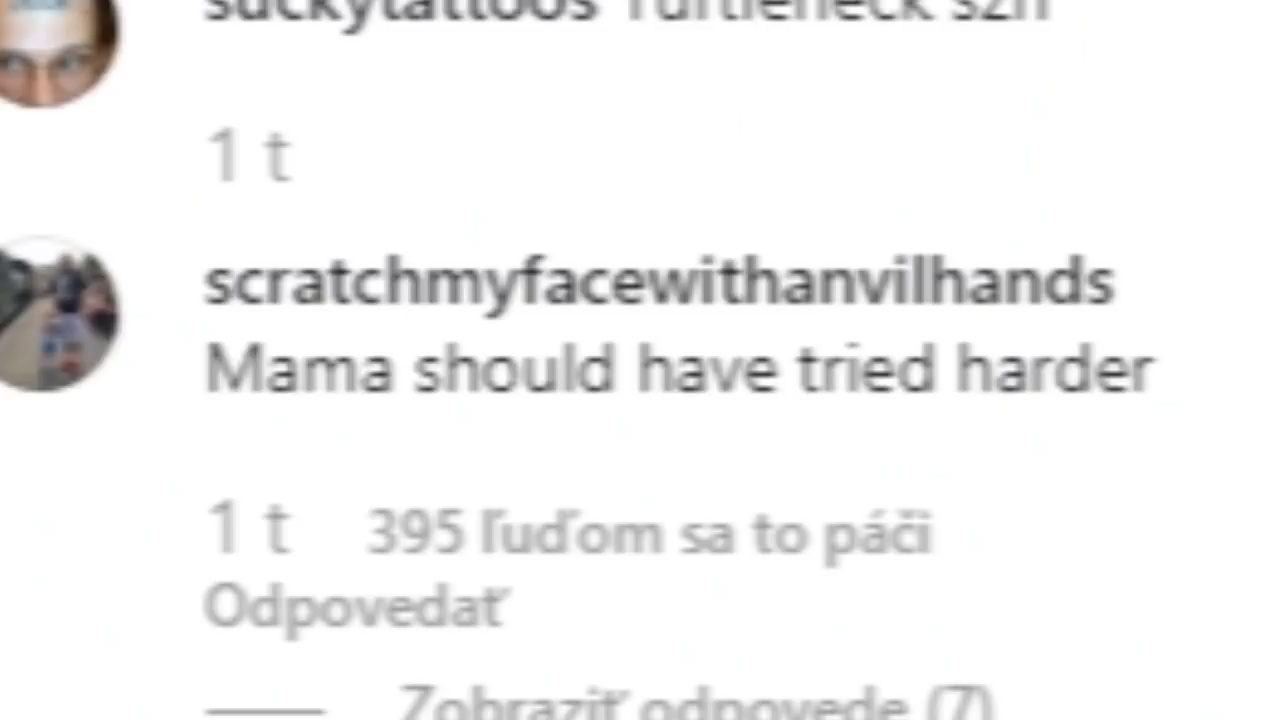 suckytattoos Turtleneck szn
1 t
scratchmyfacewithanvilhands
Mama should have tried harder
1 t 395 ľuďom sa to páči
Odpovedať
Zobraziť odpovede (7)